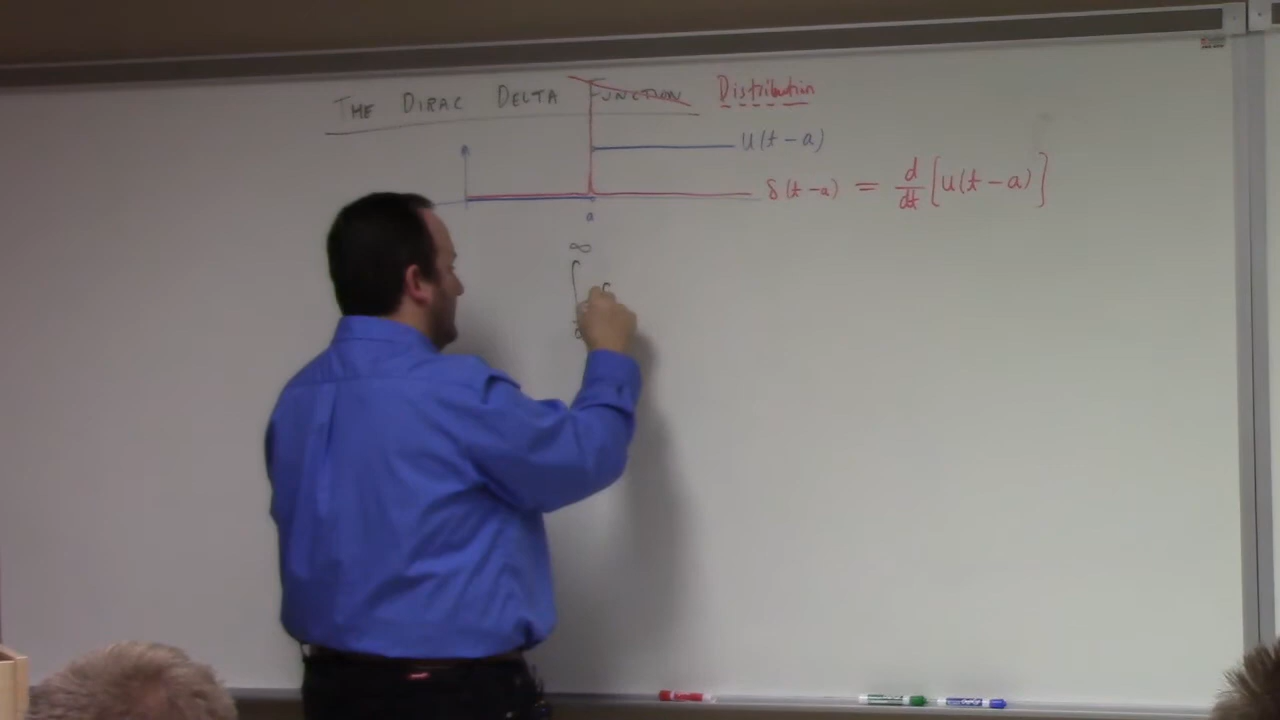 THE DIRAC DELTA FUNCTION Distribution
u(t-a)
δ(t-a) = d/dt [u(t-a)]
a
∞
∫